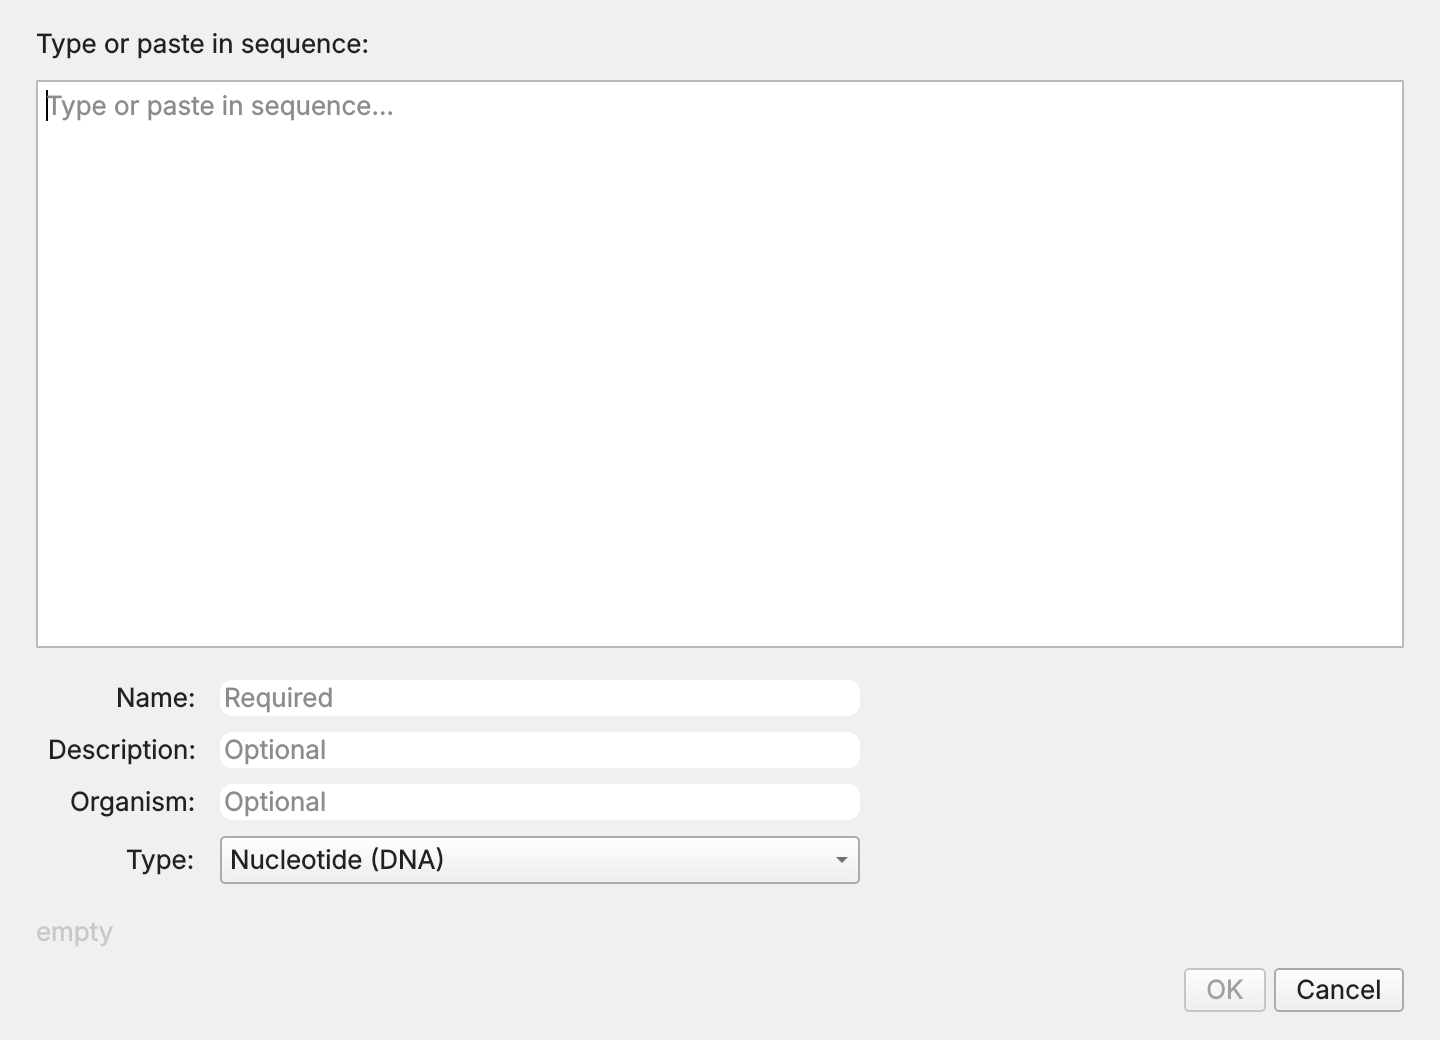 Type or paste in sequence:
Type or paste in sequence...
Name: Required
Description: Optional
Organism: Optional
Type: Nucleotide (DNA)
empty
OK Cancel